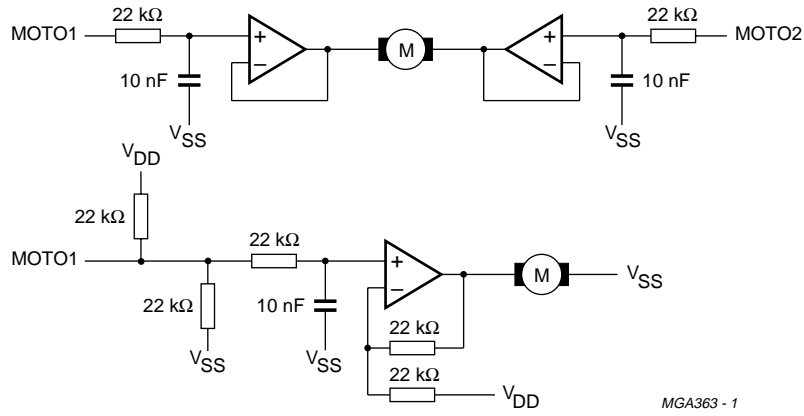 22 kΩ
22 kΩ
MOTO1
+
−
M
+
−
MOTO2
10 nF
10 nF
VSS
VSS
VDD
22 kΩ
MOTO1
22 kΩ
+
−
M
VSS
22 kΩ
10 nF
22 kΩ
VSS
VSS
22 kΩ
VDD
MGA363 - 1